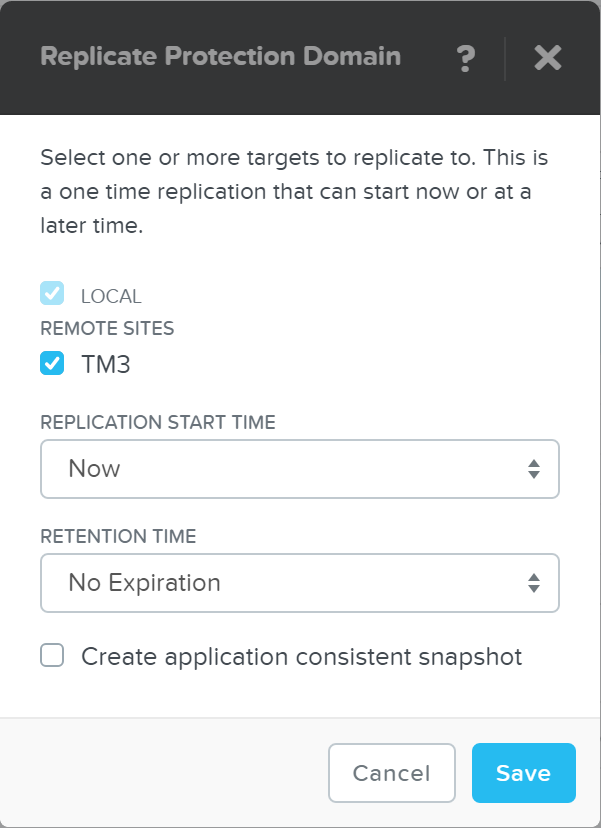 Replicate Protection Domain ?
Select one or more targets to replicate to. This is
a one time replication that can start now or at a
later time.
LOCAL
REMOTE SITES
TM3
REPLICATION START TIME
Now
RETENTION TIME
No Expiration
Create application consistent snapshot
Cancel Save